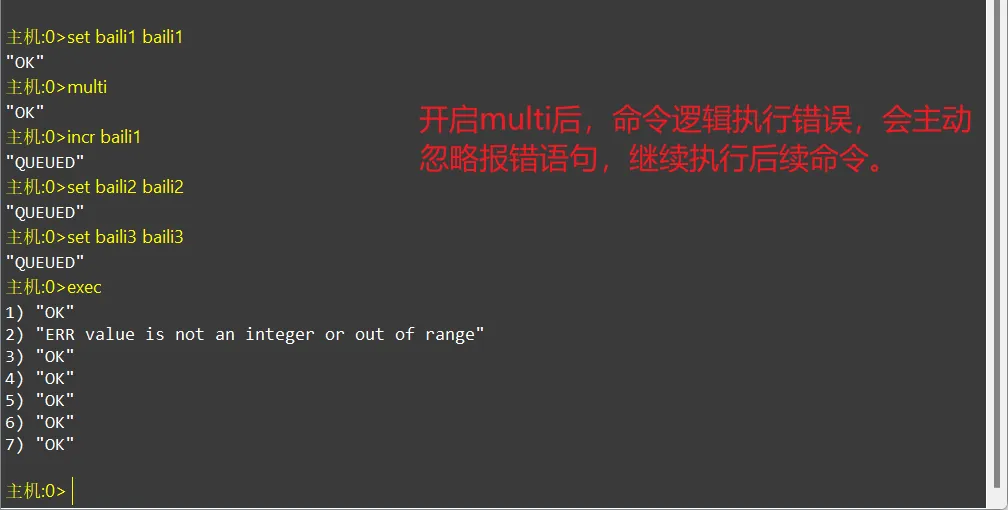 主机:0>set baili1 baili1
"OK"
主机:0>multi
"OK"
主机:0>incr baili1
"QUEUED"
主机:0>set baili2 baili2
"QUEUED"
主机:0>set baili3 baili3
"QUEUED"
主机:0>exec
1) "OK"
2) "ERR value is not an integer or out of range"
3) "OK"
4) "OK"
5) "OK"
6) "OK"
7) "OK"
主机:0>
开启multi后，命令逻辑执行错误，会主动
忽略报错语句，继续执行后续命令。